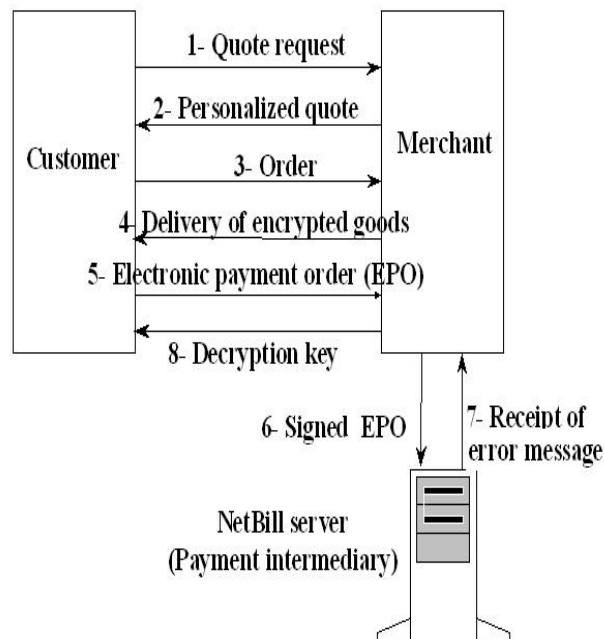 1- Quote request
2- Personalized quote
Customer
Merchant
3- Order
4- Delivery of encrypted goods
5- Electronic payment order (EPO)
8- Decryption key
6- Signed EPO
7- Receipt of
error message
NetBill server
(Payment intermediary)